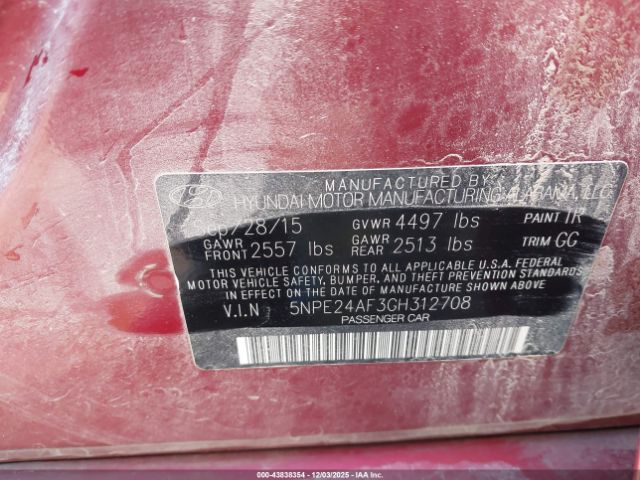 MANUFACTURED BY
HYUNDAI MOTOR MANUFACTURING ALABAMA, LLC
Sep/28/15 GVWR 4497 lbs PAINT TR
GAWR FRONT 2557 lbs GAWR REAR 2513 lbs TRIM GG
THIS VEHICLE CONFORMS TO ALL APPLICABLE U.S.A. FEDERAL
MOTOR VEHICLE SAFETY, BUMPER, AND THEFT PREVENTION
STANDARDS IN EFFECT ON THE DATE OF MANUFACTURE SHOWN ABOVE
V.I.N : 5NPE24AF3GH312708
PASSENGER CAR
000-43838354 | 12/03/2025 - IAA Inc.